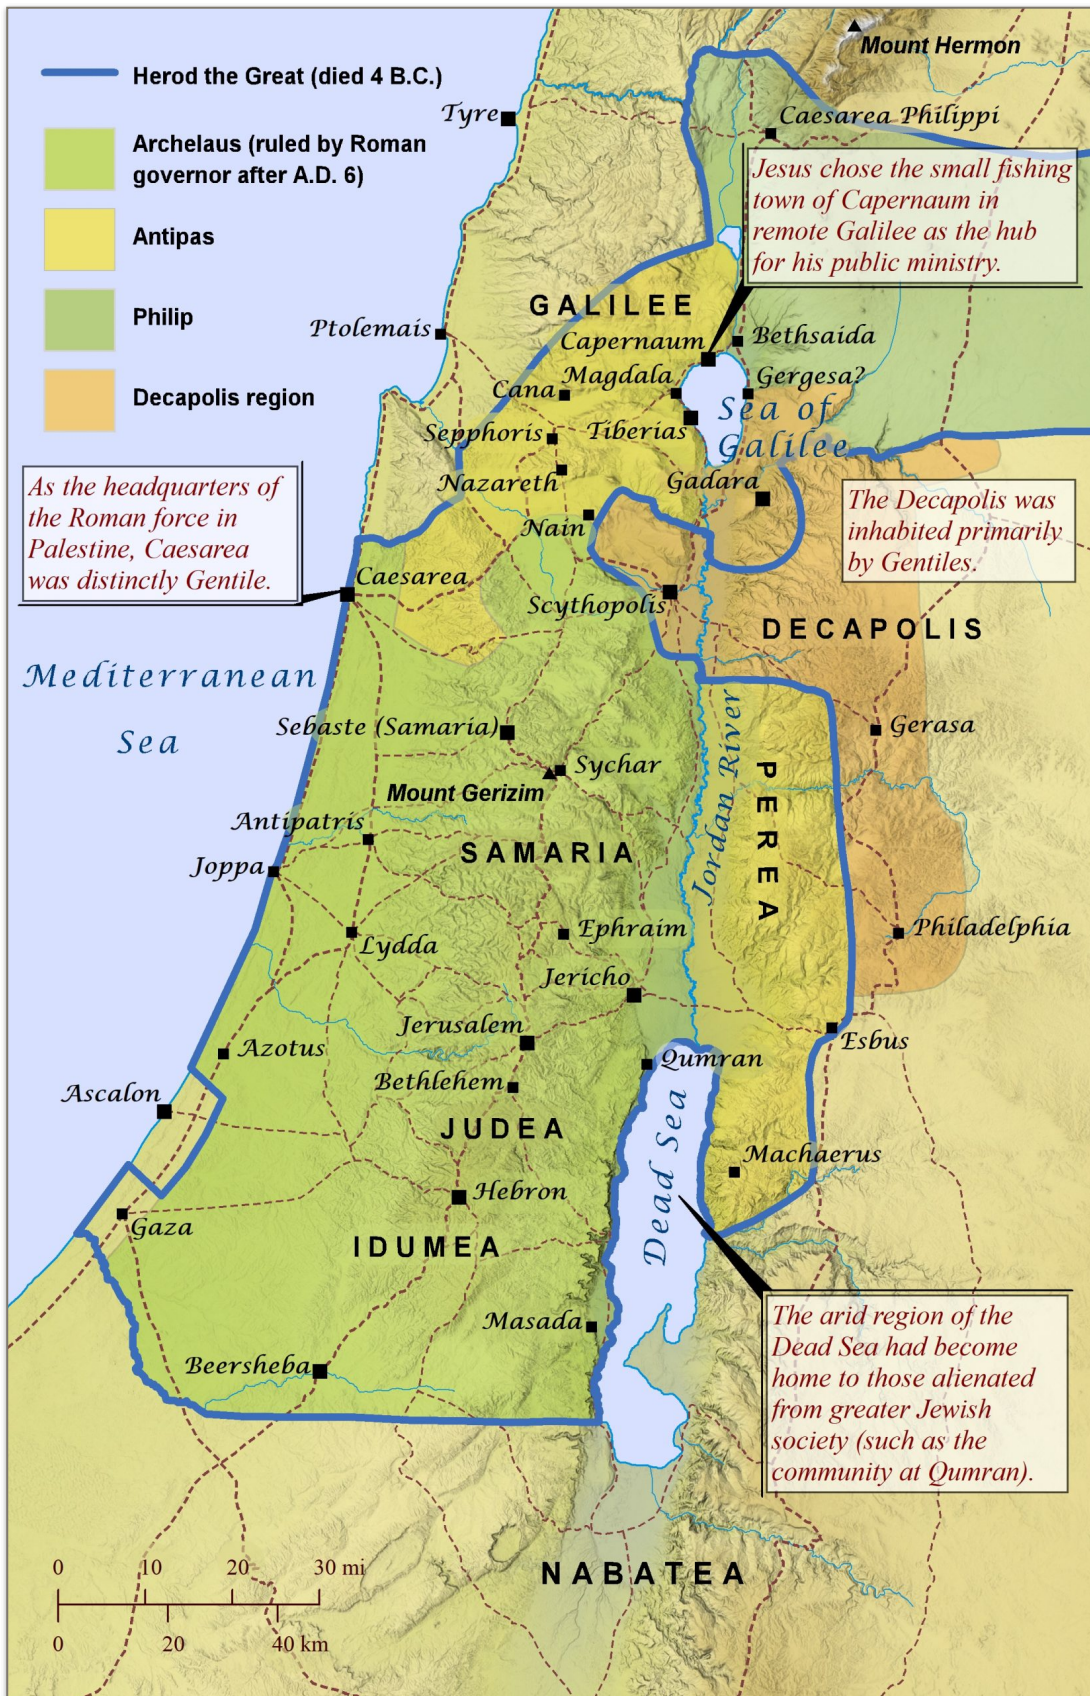 Herod the Great (died 4 B.C.)
Archelaus (ruled by Roman
governor after A.D. 6)
Antipas
Philip
Decapolis region
Mount Hermon
Tyre
Caesarea Philippi
Jesus chose the small fishing
town of Capernaum in
remote Galilee as the hub
for his public ministry.
GALILEE
Ptolemais
Capernaum
Bethsaida
Magdala
Gergesa?
Cana
Sea of
Galilee
Sepphoris
Tiberias
Nazareth
Gadara
As the headquarters of
the Roman force in
Palestine, Caesarea
was distinctly Gentile.
The Decapolis was
inhabited primarily
by Gentiles.
Nain
Caesarea
Scythopolis
DECAPOLIS
Mediterranean
Sea
Jordan River
Sebaste (Samaria)
Gerasa
Sychar
Mount Gerizim
PEREA
Antipatris
SAMARIA
Joppa
Lydda
Ephraim
Philadelphia
Jericho
Jerusalem
Esbus
Azotus
Qumran
Bethlehem
Ascalon
JUDEA
Dead Sea
Machaerus
Hebron
Gaza
IDUMEA
Masada
The arid region of the
Dead Sea had become
home to those alienated
from greater Jewish
society (such as the
community at Qumran).
Beersheba
NABATEA
0 10 20 30 mi
0 20 40 km